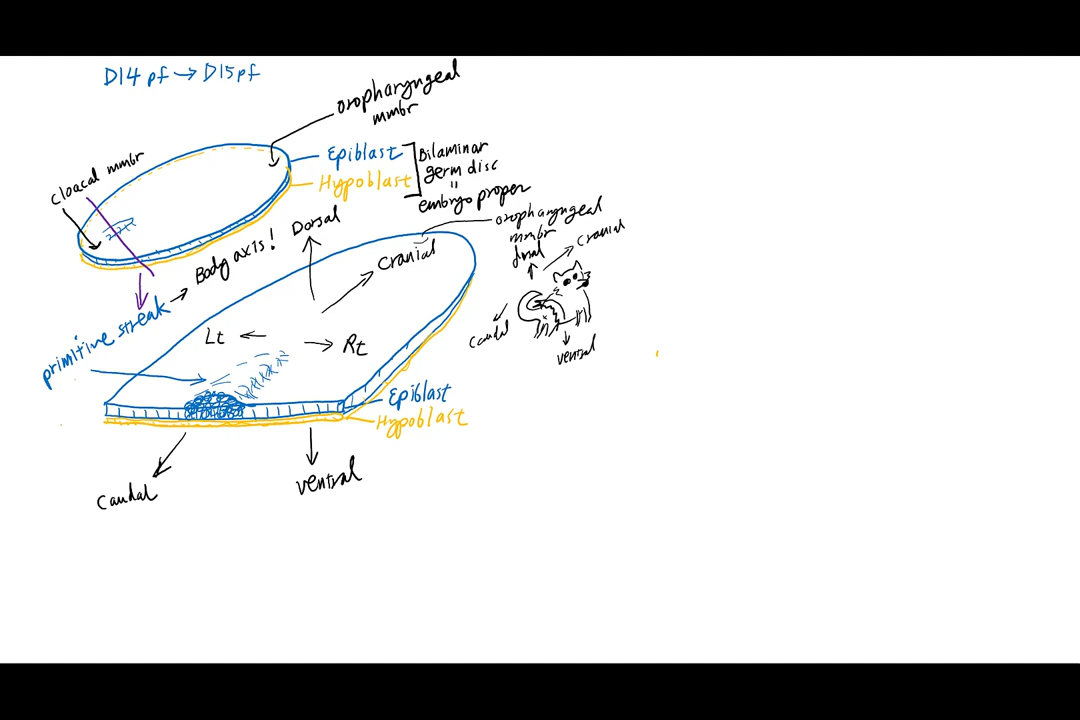 D14 pf → D15 pf
oropharyngeal
mmbr
cloacal mmbr
Epiblast
Hypoblast
Bilaminar
germ disc
=
embryo proper
primitive streak → Body axis!
Dorsal
oropharyngeal
mmbr
Cranial
Lt ←
→ Rt
Epiblast
Hypoblast
Caudal
ventral
dorsal
Cranial
caudal
ventral